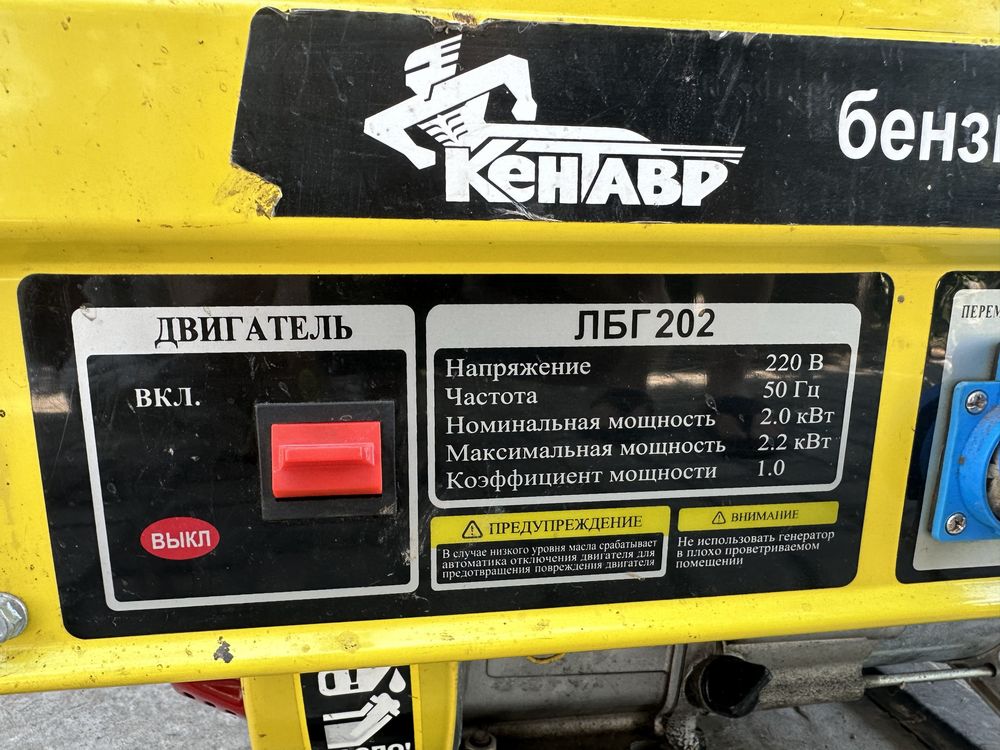 КЕНТАВР
бенз
ДВИГАТЕЛЬ
ВКЛ.
ВЫКЛ
ЛБГ202
Напряжение 220 В
Частота 50 Гц
Номинальная мощность 2.0 кВт
Максимальная мощность 2.2 кВт
Коэффициент мощности 1.0
ПРЕДУПРЕЖДЕНИЕ
В случае низкого уровня масла срабатывает
автоматика отключения двигателя для
предотвращения повреждения двигателя
ВНИМАНИЕ
Не использовать генератор
в плохо проветриваемом
помещении
ПЕРЕМ